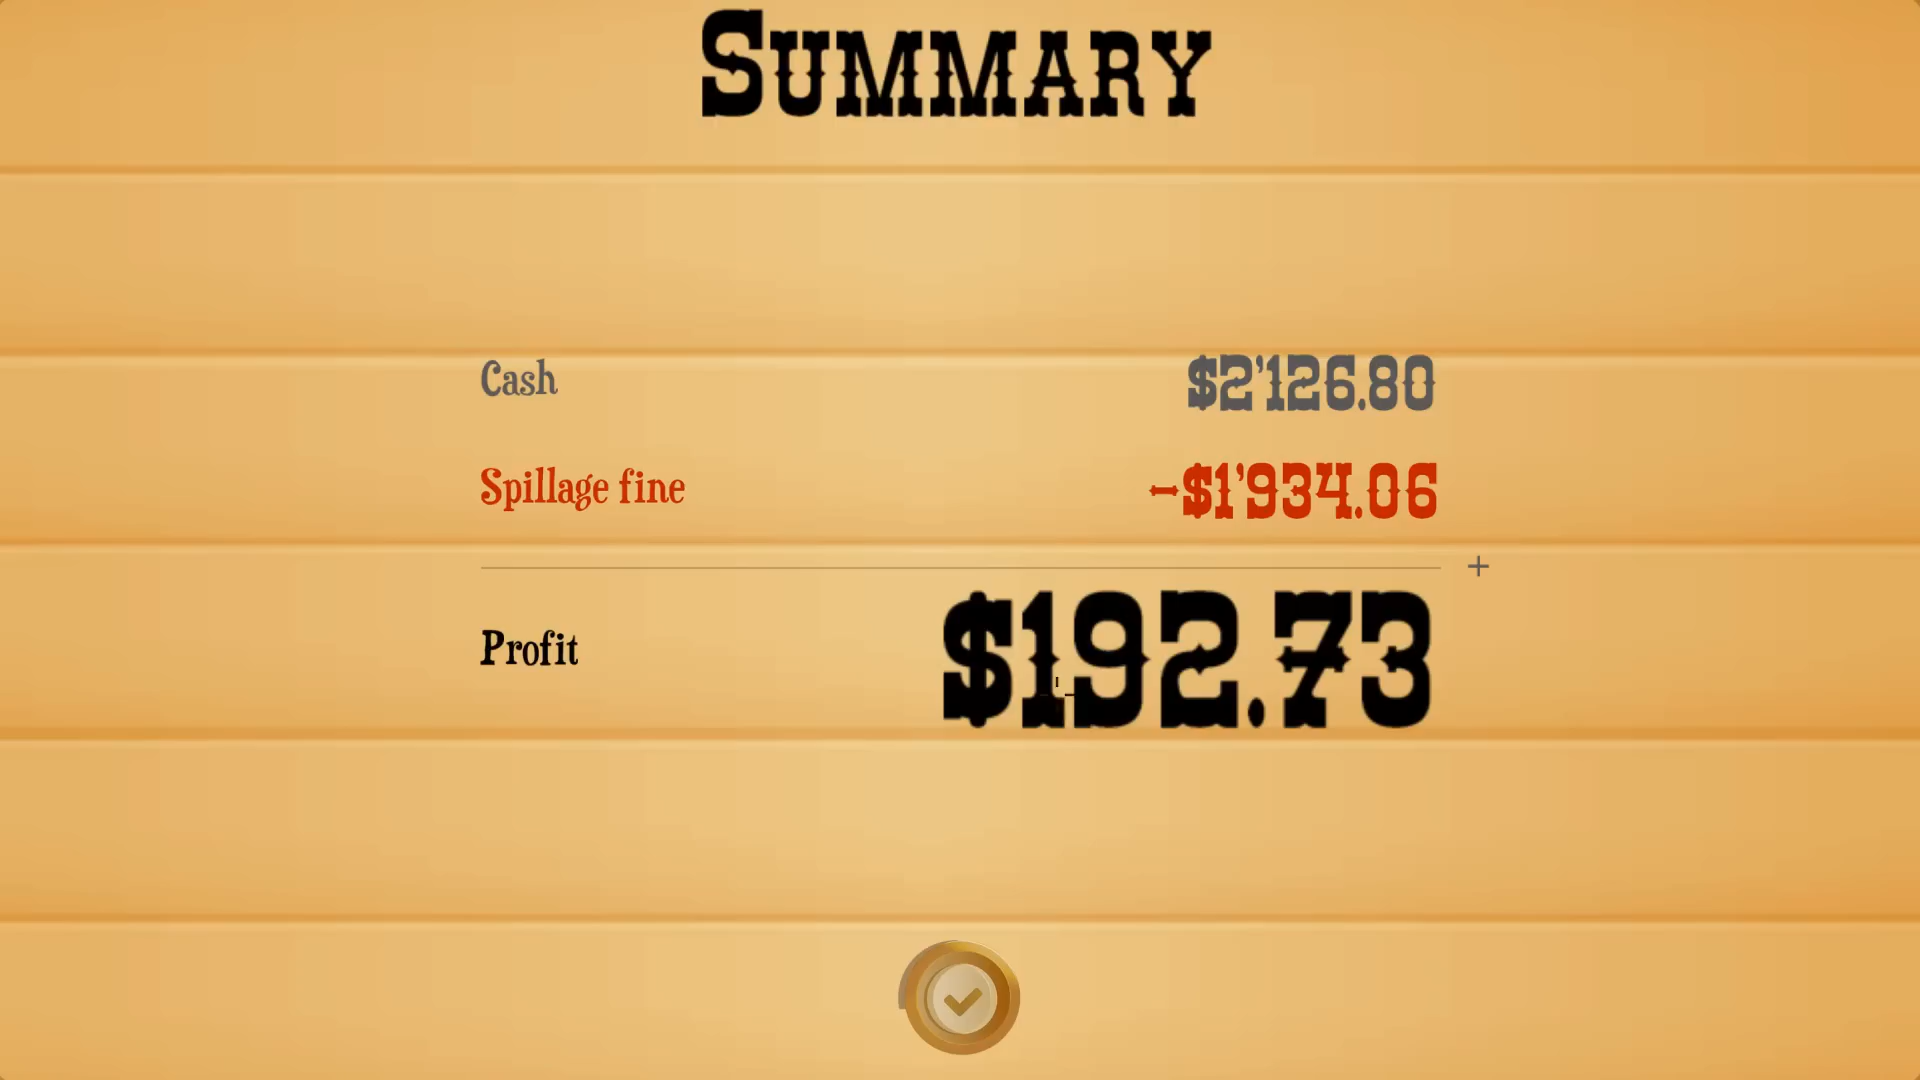 Summary
Cash $2'126.80
Spillage fine -$1'934.06
+
Profit $192.73